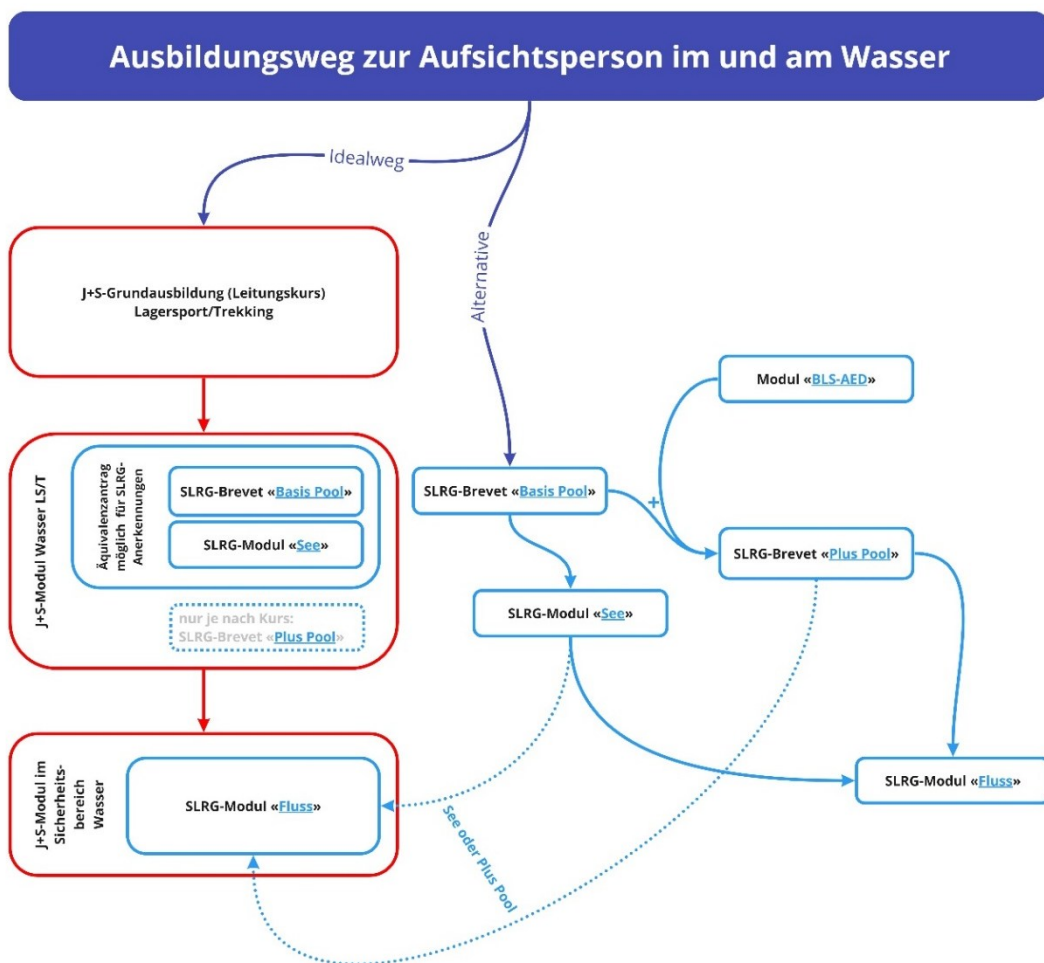 Ausbildungsweg zur Aufsichtsperson im und am Wasser
Idealweg
Alternative
J+S-Grundausbildung (Leitungskurs)
Lagersport/Trekking
J+S-Modul Wasser LS/T
Äquivalenzantrag
möglich für SLRG-
Anerkennungen
SLRG-Brevet «Basis Pool»
SLRG-Modul «See»
nur je nach Kurs:
SLRG-Brevet «Plus Pool»
J+S-Modul im
Sicherheits-
bereich
Wasser
SLRG-Modul «Fluss»
Modul «BLS-AED»
SLRG-Brevet «Basis Pool»
+
SLRG-Brevet «Plus Pool»
SLRG-Modul «See»
SLRG-Modul «Fluss»
See oder Plus Pool